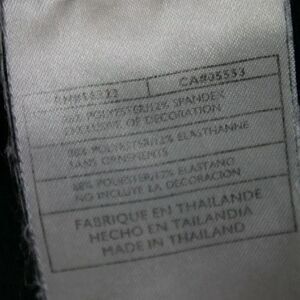 CA#05553
88% POLYESTER/12% SPANDEX
EXCLUSIVE OF DECORATION
88% POLYESTER/12% ELASTHANNE
SANS ORNEMENTS
88% POLYESTER/12% ELASTANO
NO INCLUYE LA DECORACION
FABRIQUE EN THAILANDE
HECHO EN TAILANDIA
MADE IN THAILAND